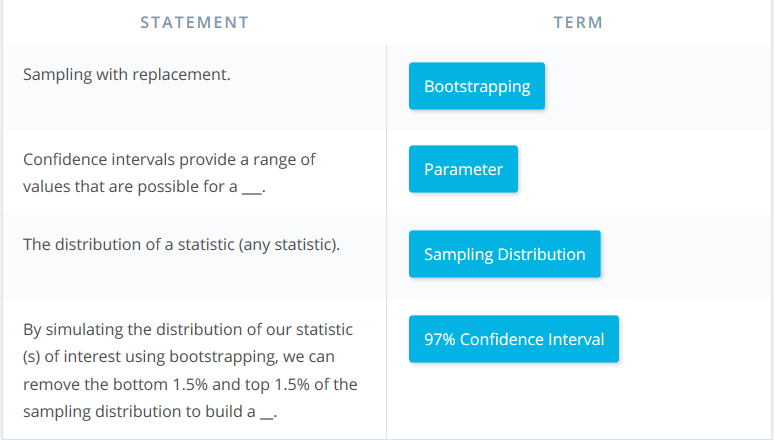 STATEMENT TERM
Sampling with replacement.
Bootstrapping
Confidence intervals provide a range of
values that are possible for a ___.
Parameter
The distribution of a statistic (any statistic).
Sampling Distribution
By simulating the distribution of our statistic
(s) of interest using bootstrapping, we can
remove the bottom 1.5% and top 1.5% of the
sampling distribution to build a __.
97% Confidence Interval